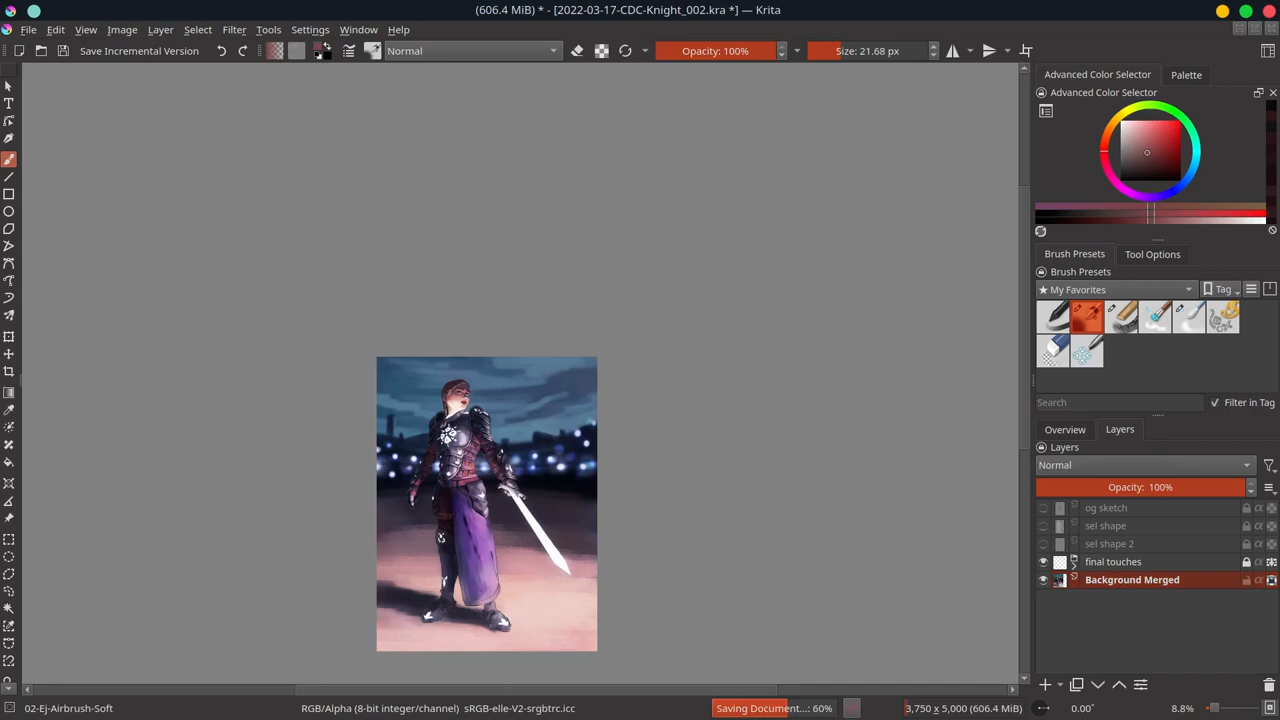 (606.4 MiB) * - [2022-03-17-CDC-Knight_002.kra *] — Krita
File Edit View Image Layer Select Filter Tools Settings Window Help
Save Incremental Version Normal Opacity: 100% Size: 21.68 px
Advanced Color Selector Palette
Advanced Color Selector
Brush Presets Tool Options
Brush Presets
★ My Favorites Tag
Search Filter in Tag
Overview Layers
Layers
Normal
Opacity: 100%
og sketch
sel shape
sel shape 2
final touches
Background Merged
02-Ej-Airbrush-Soft RGB/Alpha (8-bit integer/channel) sRGB-elle-V2-srgbtrc.icc Saving Document...: 60% 3,750 x 5,000 (606.4 MiB) 0.00° 8.8%